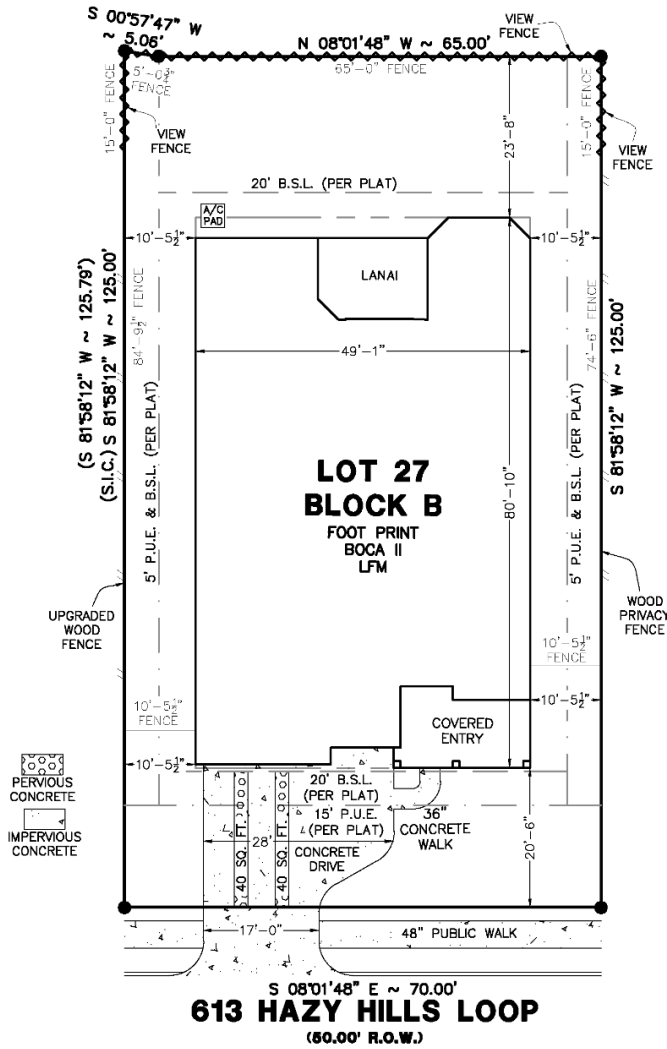 S 00°57'47" W
~ 5.06'
N 08°01'48" W ~ 65.00'
VIEW
FENCE
5'-0¾"
FENCE
65'-0" FENCE
15'-0" FENCE
VIEW
FENCE
23'-8"
15'-0" FENCE
VIEW
FENCE
20' B.S.L. (PER PLAT)
A/C
PAD
10'-5½"
10'-5½"
LANAI
(S 81°58'12" W ~ 125.79')
(S.I.C.) S 81°58'12" W ~ 125.00'
84'-9½" FENCE
74'-6" FENCE
S 81°58'12" W ~ 125.00'
49'-1"
5' P.U.E. & B.S.L. (PER PLAT)
LOT 27
BLOCK B
FOOT PRINT
BOCA II
LFM
80'-10"
5' P.U.E. & B.S.L. (PER PLAT)
UPGRADED
WOOD
FENCE
WOOD
PRIVACY
FENCE
10'-5½"
FENCE
10'-5½"
FENCE
10'-5½"
COVERED
ENTRY
10'-5½"
PERVIOUS
CONCRETE
IMPERVIOUS
CONCRETE
20' B.S.L.
(PER PLAT)
15' P.U.E.
(PER PLAT)
40 SQ. FT.
40 SQ. FT.
28'
CONCRETE
DRIVE
36"
CONCRETE
WALK
20'-6"
17'-0"
48" PUBLIC WALK
S 08°01'48" E ~ 70.00'
613 HAZY HILLS LOOP
(50.00' R.O.W.)